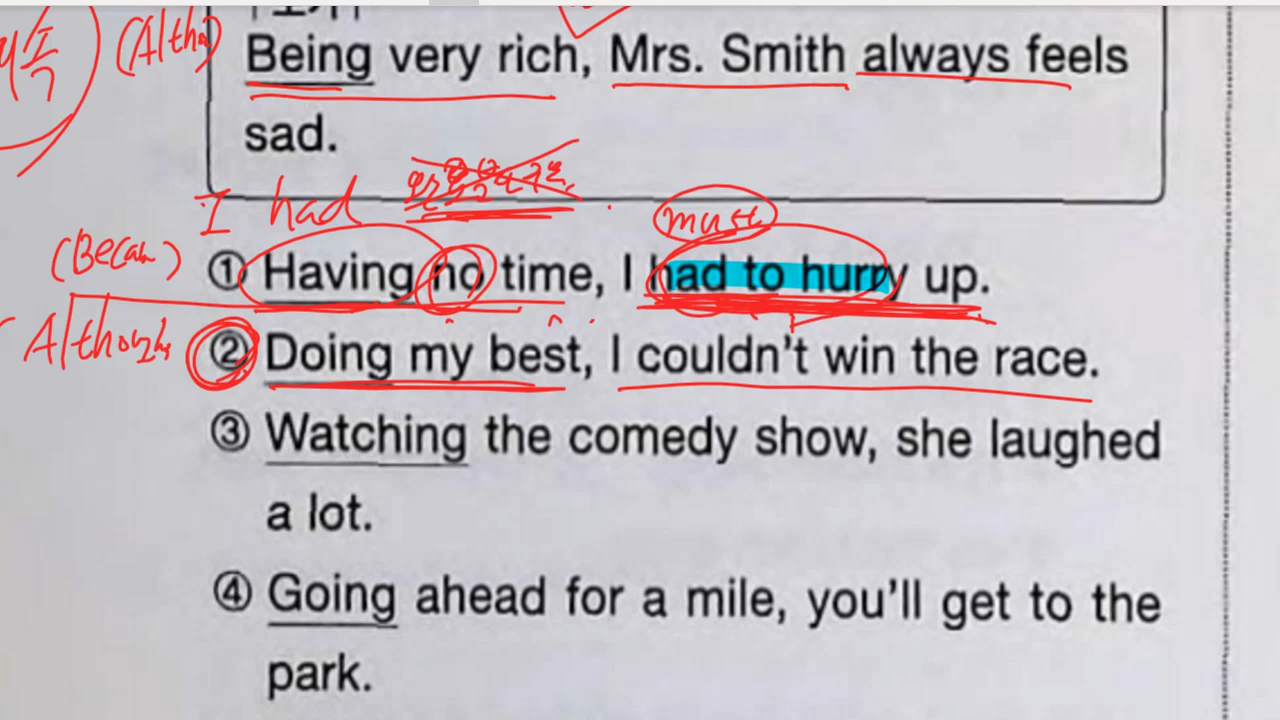 (Altho)
Being very rich, Mrs. Smith always feels
sad.
I had
must
(Becau)
① Having no time, I had to hurry up.
Although
② Doing my best, I couldn't win the race.
③ Watching the comedy show, she laughed
a lot.
④ Going ahead for a mile, you'll get to the
park.